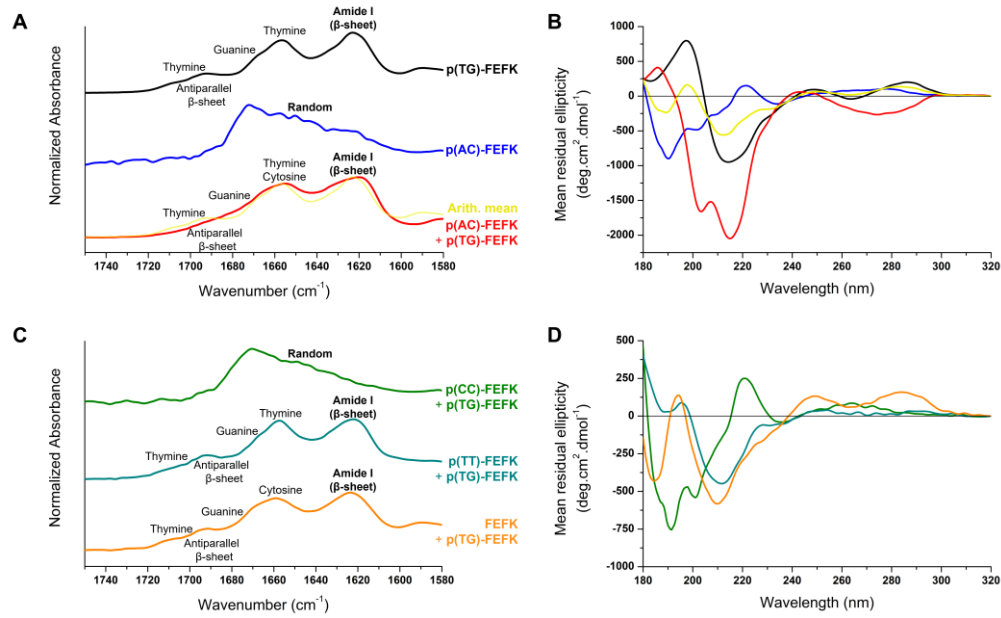 A
Normalized Absorbance
Thymine
Guanine
Thymine
Antiparallel
β-sheet
Amide I
(β-sheet)
p(TG)-FEFK
Random
p(AC)-FEFK
Thymine
Cytosine
Guanine
Thymine
Antiparallel
β-sheet
Amide I
(β-sheet)
Arith. mean
p(AC)-FEFK
+ p(TG)-FEFK
1740 1720 1700 1680 1660 1640 1620 1600 1580
Wavenumber (cm-1)
B
Mean residual ellipticity
(deg.cm2.dmol-1)
1000
500
0
-500
-1000
-1500
-2000
180 200 220 240 260 280 300 320
Wavelength (nm)
C
Normalized Absorbance
Random
p(CC)-FEFK
+ p(TG)-FEFK
Thymine
Guanine
Thymine
Antiparallel
β-sheet
Amide I
(β-sheet)
p(TT)-FEFK
+ p(TG)-FEFK
Cytosine
Guanine
Thymine
Antiparallel
β-sheet
Amide I
(β-sheet)
FEFK
+ p(TG)-FEFK
1740 1720 1700 1680 1660 1640 1620 1600 1580
Wavenumber (cm-1)
D
Mean residual ellipticity
(deg.cm2.dmol-1)
500
250
0
-250
-500
-750
-1000
180 200 220 240 260 280 300 320
Wavelength (nm)